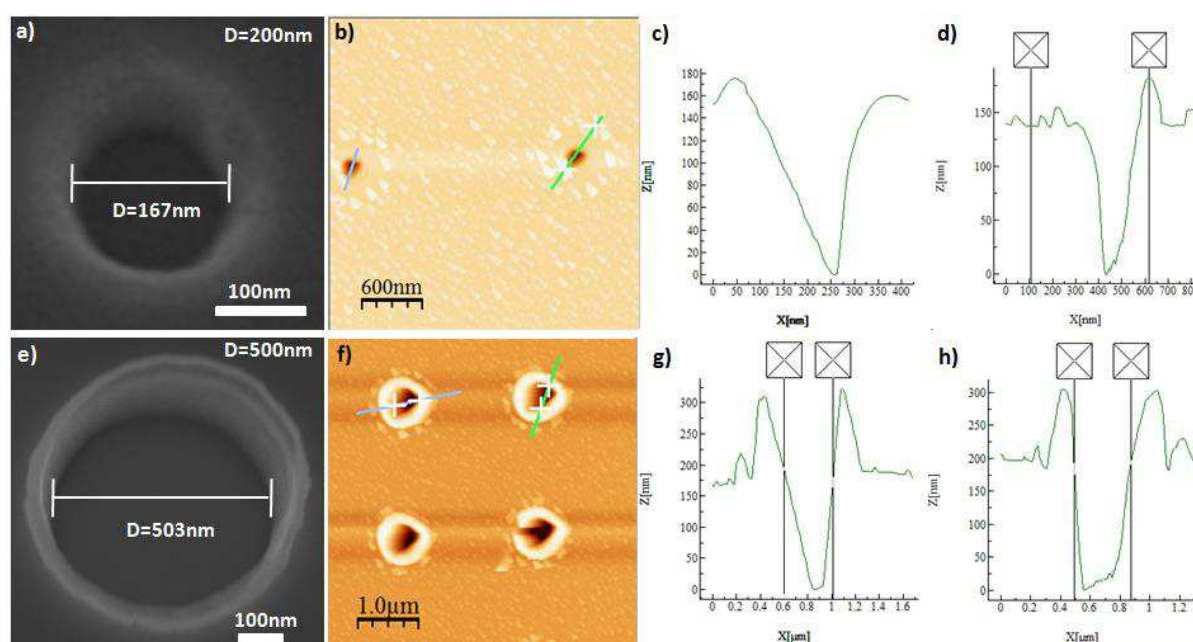 a)
D=200nm
D=167nm
100nm
b)
600nm
c)
Z[nm]
180
160
140
120
100
80
60
40
20
0
0 50 100 150 200 250 300 350 400
X[nm]
d)
Z[nm]
150
100
50
0
0 100 200 300 400 500 600 700 800
X[nm]
e)
D=500nm
D=503nm
100nm
f)
1.0µm
g)
Z[nm]
300
250
200
150
100
50
0
0 0.2 0.4 0.6 0.8 1 1.2 1.4 1.6
X[µm]
h)
Z[nm]
300
250
200
150
100
50
0
0 0.2 0.4 0.6 0.8 1 1.2
X[µm]